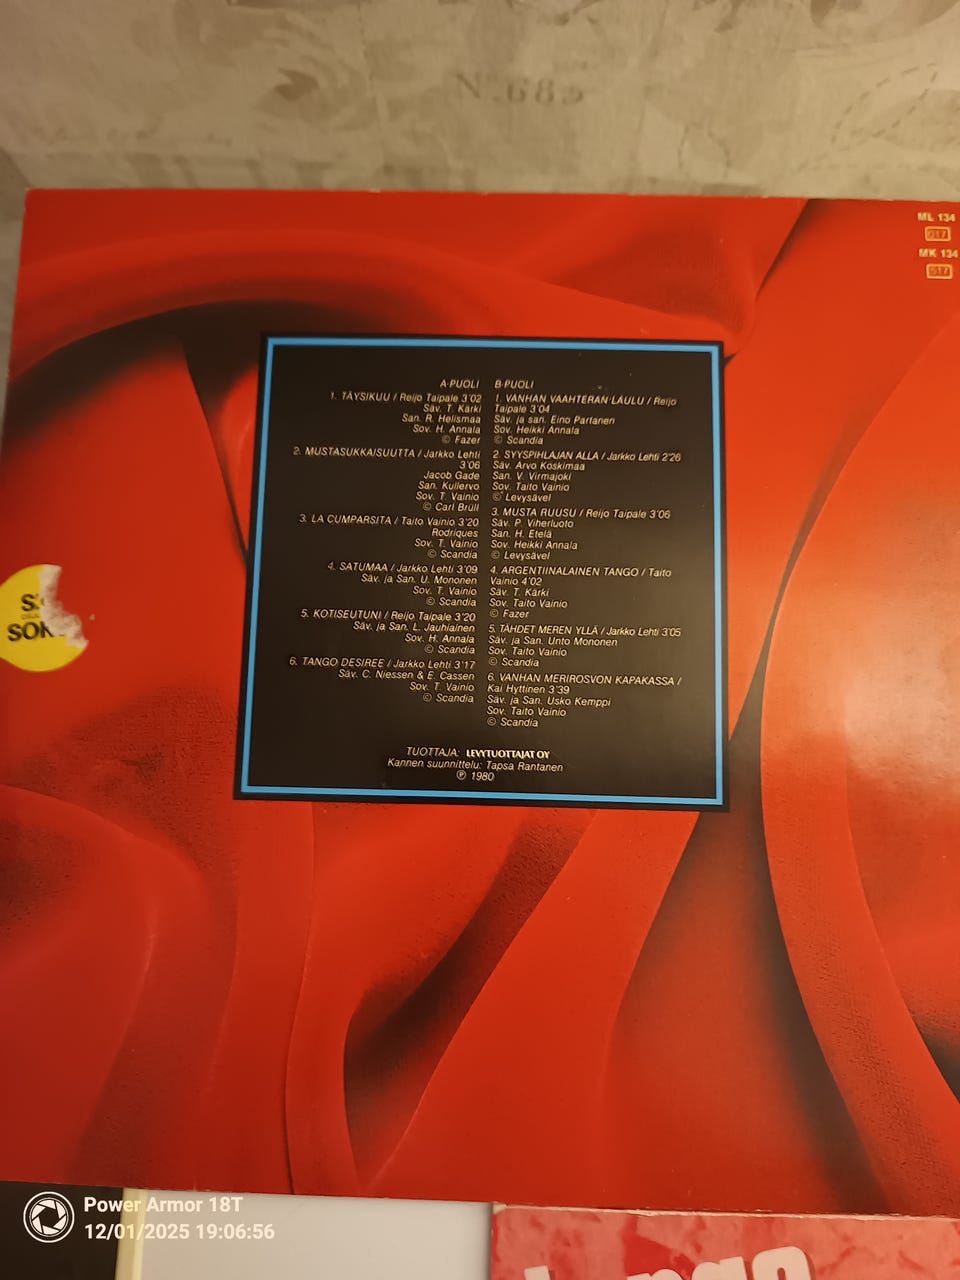 N.685
ML 134
MK 134
A-PUOLI
1. TÄYSIKUU / Reijo Taipale 3'02
Säv. T. Kärki
San. R. Helismaa
Sov. H. Annala
© Fazer
2. MUSTASUKKAISUUTTA / Jarkko Lehti
3'06
Jacob Gade
San. Kullervo
Sov. T. Vainio
© Carl Brüll
3. LA CUMPARSITA / Taito Vainio 3'20
Rodriques
Sov. T. Vainio
© Scandia
4. SATUMAA / Jarkko Lehti 3'09
Säv. ja San. U. Mononen
Sov. T. Vainio
© Scandia
5. KOTISEUTUNI / Reijo Taipale 3'20
Säv. ja San. L. Jauhiainen
Sov. H. Annala
© Scandia
6. TANGO DESIREE / Jarkko Lehti 3'17
Säv. C. Niessen & E. Cassen
Sov. T. Vainio
© Scandia
B-PUOLI
1. VANHAN VAAHTERAN LAULU / Reijo
Taipale 3'04
Säv. ja san. Eino Partanen
Sov. Heikki Annala
© Scandia
2. SYYSPIHLAJAN ALLA / Jarkko Lehti 2'26
Säv. Arvo Koskimaa
San. V. Virmajoki
Sov. Taito Vainio
© Levysävel
3. MUSTA RUUSU / Reijo Taipale 3'06
Säv. P. Viherluoto
San. H. Etelä
Sov. Heikki Annala
© Levysävel
4. ARGENTIINALAINEN TANGO / Taito
Vainio 4'02
Säv. T. Kärki
Sov. Taito Vainio
© Fazer
5. TÄHDET MEREN YLLÄ / Jarkko Lehti 3'05
Säv. ja San. Unto Mononen
Sov. Taito Vainio
© Scandia
6. VANHAN MERIROSVON KAPAKASSA /
Kai Hyttinen 3'39
Säv. ja San. Usko Kemppi
Sov. Taito Vainio
© Scandia
TUOTTAJA: LEVYTUOTTAJAT OY
Kannen suunnittelu: Tapsa Rantanen
℗ 1980
Power Armor 18T
12/01/2025 19:06:56